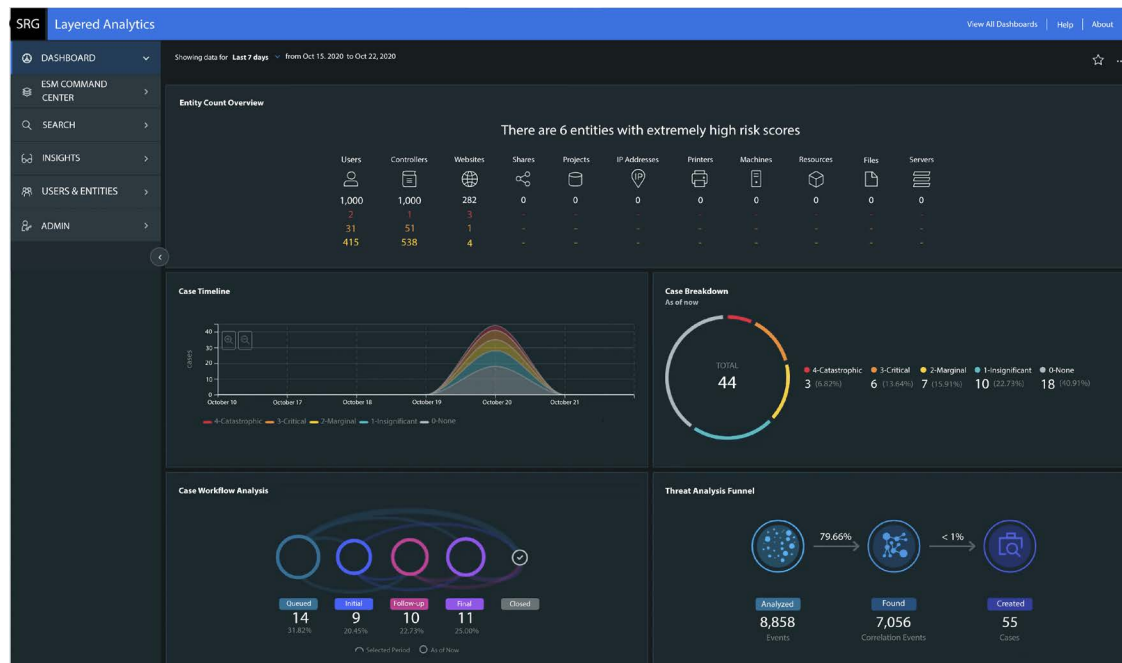 SRG Layered Analytics
View All Dashboards | Help | About
DASHBOARD
ESM COMMAND
CENTER
SEARCH
INSIGHTS
USERS & ENTITIES
ADMIN
Showing data for Last 7 days from Oct 15. 2020 to Oct 22, 2020
Entity Count Overview
There are 6 entities with extremely high risk scores
Users Controllers Websites Shares Projects IP Addresses Printers Machines Resources Files Servers
IP
1,000 1,000 282 0 0 0 0 0 0 0 0
2 1 3 - - - - - - - -
31 51 1 - - - - - - - -
415 538 4 - - - - - - - -
Case Timeline
cases
40
30
20
10
0
October 10 October 17 October 18 October 19 October 20 October 21
4-Catastrophic 3-Critical 2-Marginal 1-Insignificant 0-None
Case Breakdown
As of now
TOTAL
44
4-Catastrophic 3-Critical 2-Marginal 1-Insignificant 0-None
3 (6.82%) 6 (13.64%) 7 (15.91%) 10 (22.73%) 18 (40.91%)
Case Workflow Analysis
Queued Initial Follow-up Final Closed
14 9 10 11
31.82% 20.45% 22.73% 25.00%
Selected Period As of Now
Threat Analysis Funnel
79.66% < 1%
Analyzed Found Created
8,858 7,056 55
Events Correlation Events Cases